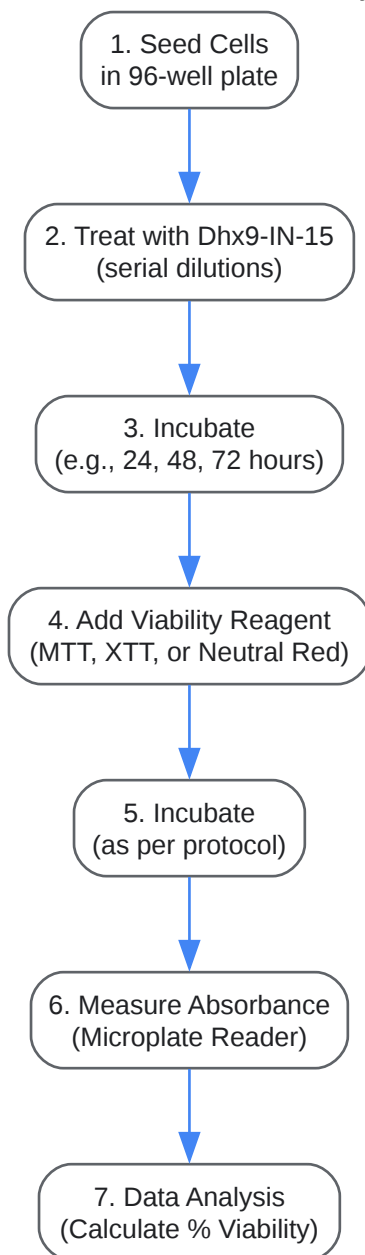 1. Seed Cells
in 96-well plate
2. Treat with Dhx9-IN-15
(serial dilutions)
3. Incubate
(e.g., 24, 48, 72 hours)
4. Add Viability Reagent
(MTT, XTT, or Neutral Red)
5. Incubate
(as per protocol)
6. Measure Absorbance
(Microplate Reader)
7. Data Analysis
(Calculate % Viability)